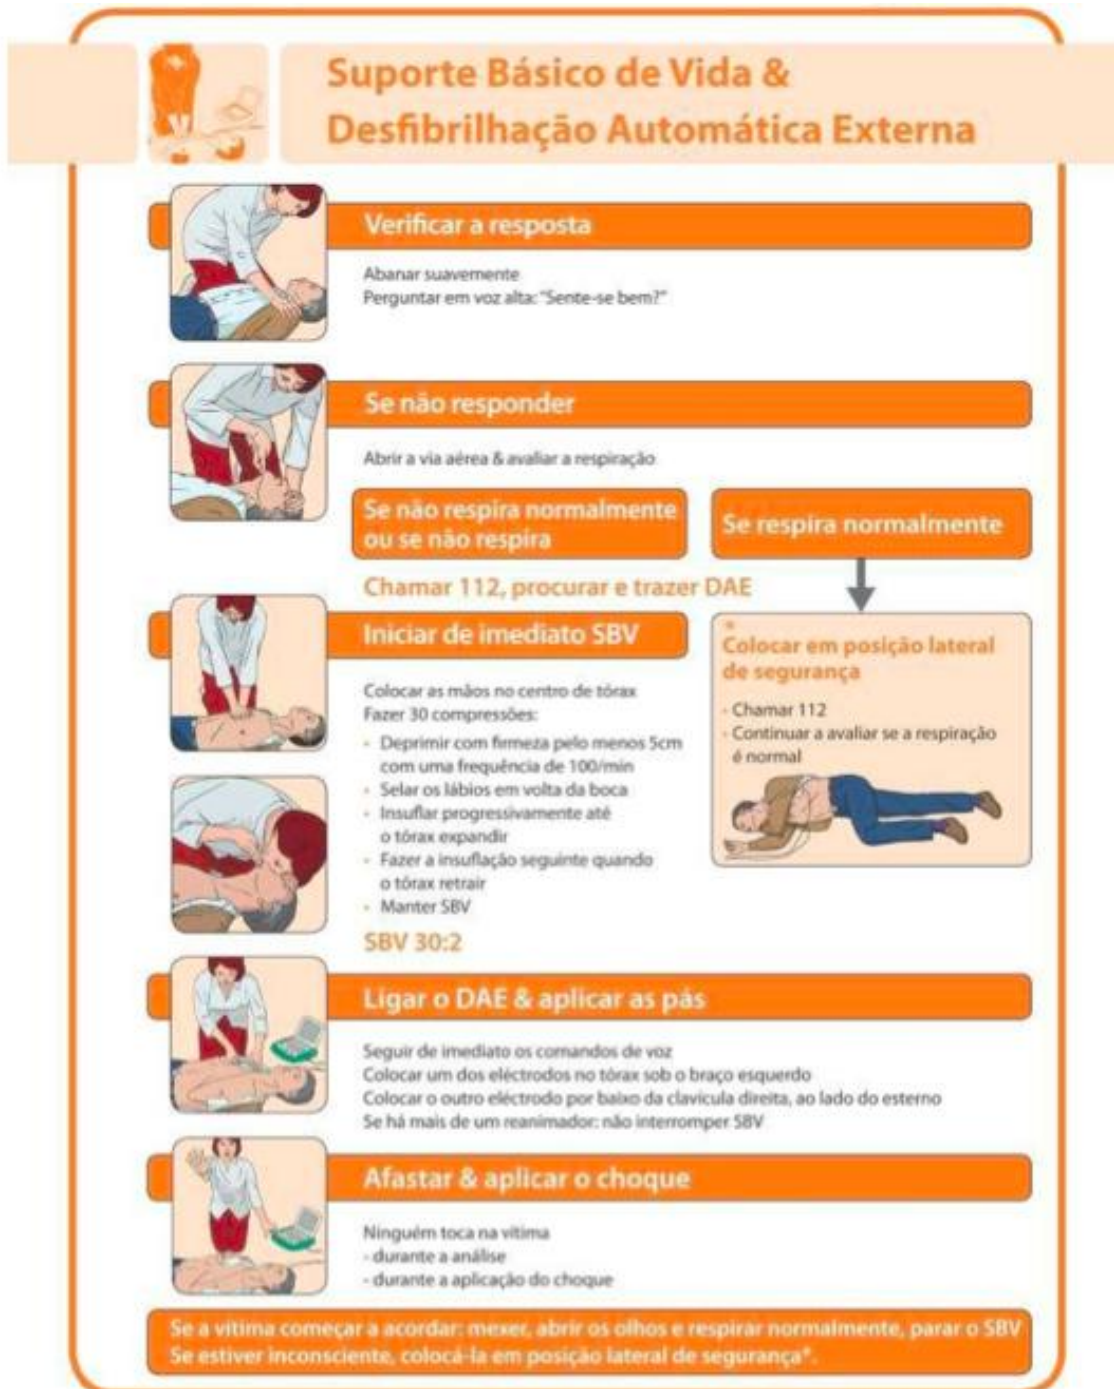 Suporte Básico de Vida &
Desfibrilhação Automática Externa
Verificar a resposta
Abanar suavemente
Perguntar em voz alta: "Sente-se bem?"
Se não responder
Abrir a via aérea & avaliar a respiração
Se não respira normalmente
ou se não respira
Se respira normalmente
Chamar 112, procurar e trazer DAE
Iniciar de imediato SBV
Colocar as mãos no centro de tórax
Fazer 30 compressões:
- Deprimir com firmeza pelo menos 5cm
com uma frequência de 100/min
- Selar os lábios em volta da boca
- Insuflar progressivamente até
o tórax expandir
- Fazer a insuflação seguinte quando
o tórax retrair
- Manter SBV
SBV 30:2
*
Colocar em posição lateral
de segurança
- Chamar 112
- Continuar a avaliar se a respiração
é normal
Ligar o DAE & aplicar as pás
Seguir de imediato os comandos de voz
Colocar um dos eléctrodos no tórax sob o braço esquerdo
Colocar o outro eléctrodo por baixo da clavícula direita, ao lado do esterno
Se há mais de um reanimador: não interromper SBV
Afastar & aplicar o choque
Ninguém toca na vítima
- durante a análise
- durante a aplicação do choque
Se a vítima começar a acordar: mexer, abrir os olhos e respirar normalmente, parar o SBV
Se estiver inconsciente, colocá-la em posição lateral de segurança*.